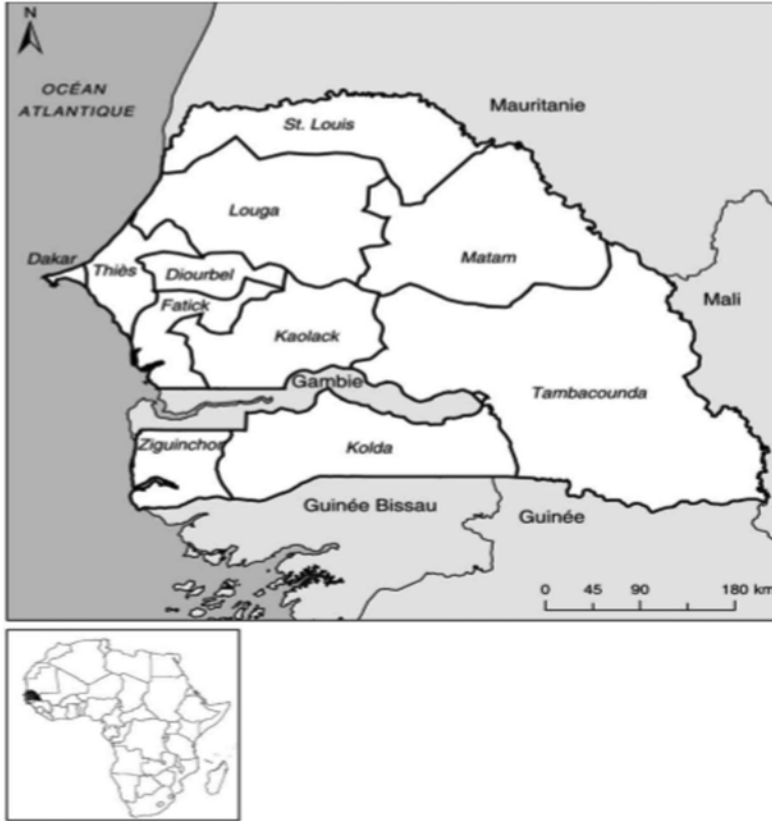 N
OCÉAN
ATLANTIQUE
Mauritanie
St. Louis
Louga
Dakar
Thiès
Diourbel
Matam
Fatick
Mali
Kaolack
Gambie
Tambacounda
Ziguinchor
Kolda
Guinée Bissau
Guinée
0 45 90 180 km